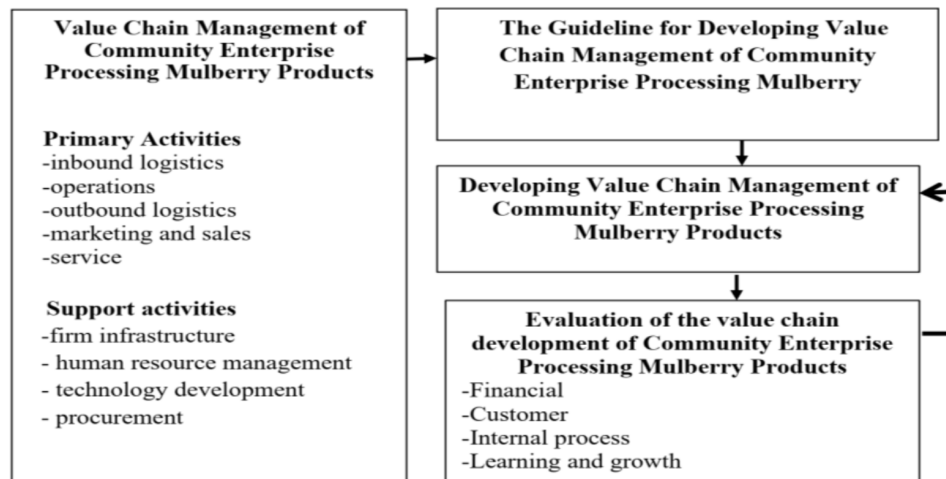 Value Chain Management of
Community Enterprise
Processing Mulberry Products
Primary Activities
-inbound logistics
-operations
-outbound logistics
-marketing and sales
-service
Support activities
-firm infrastructure
- human resource management
- technology development
- procurement
The Guideline for Developing Value
Chain Management of Community
Enterprise Processing Mulberry
Developing Value Chain Management of
Community Enterprise Processing
Mulberry Products
Evaluation of the value chain
development of Community Enterprise
Processing Mulberry Products
-Financial
-Customer
-Internal process
-Learning and growth